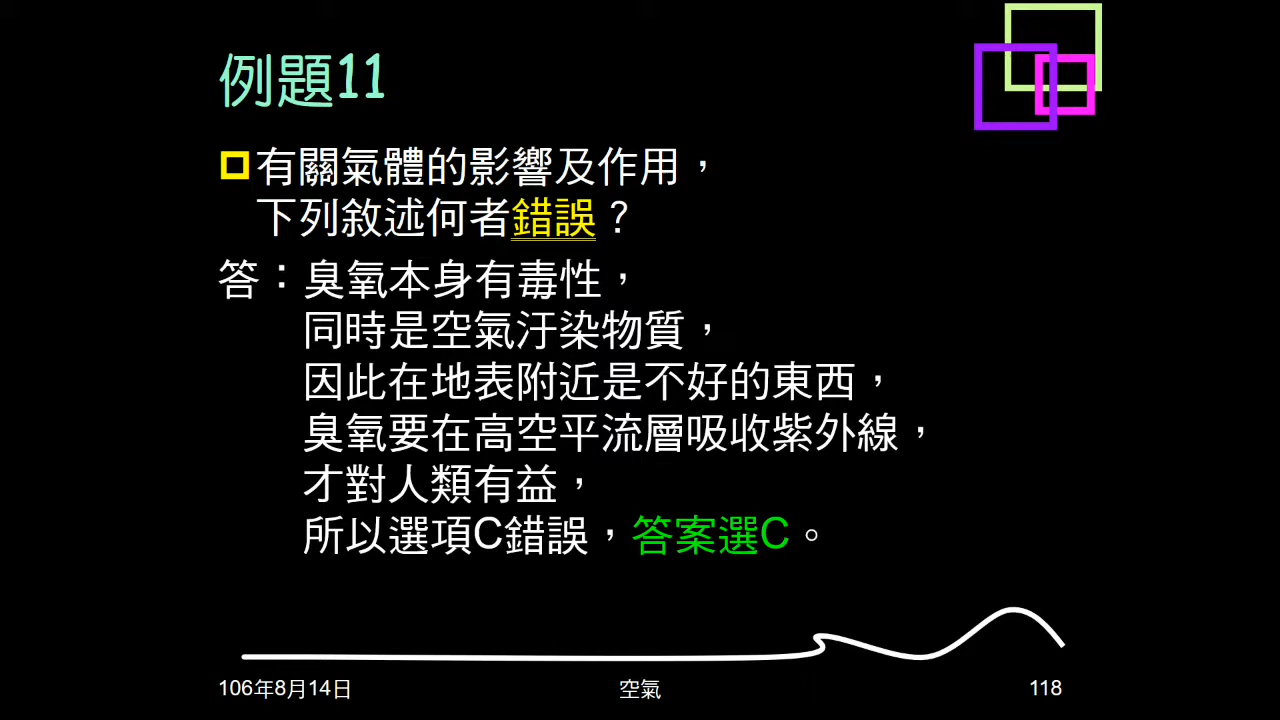 例題11
有關氣體的影響及作用，
下列敘述何者錯誤？
答：臭氧本身有毒性，
同時是空氣汙染物質，
因此在地表附近是不好的東西，
臭氧要在高空平流層吸收紫外線，
才對人類有益，
所以選項C錯誤，答案選C。
106年8月14日
空氣
118